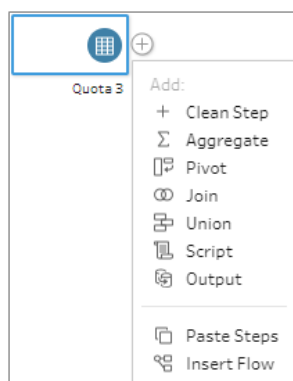 Quota 3
Add:
Clean Step
Aggregate
Pivot
Join
Union
Script
Output
Paste Steps
Insert Flow